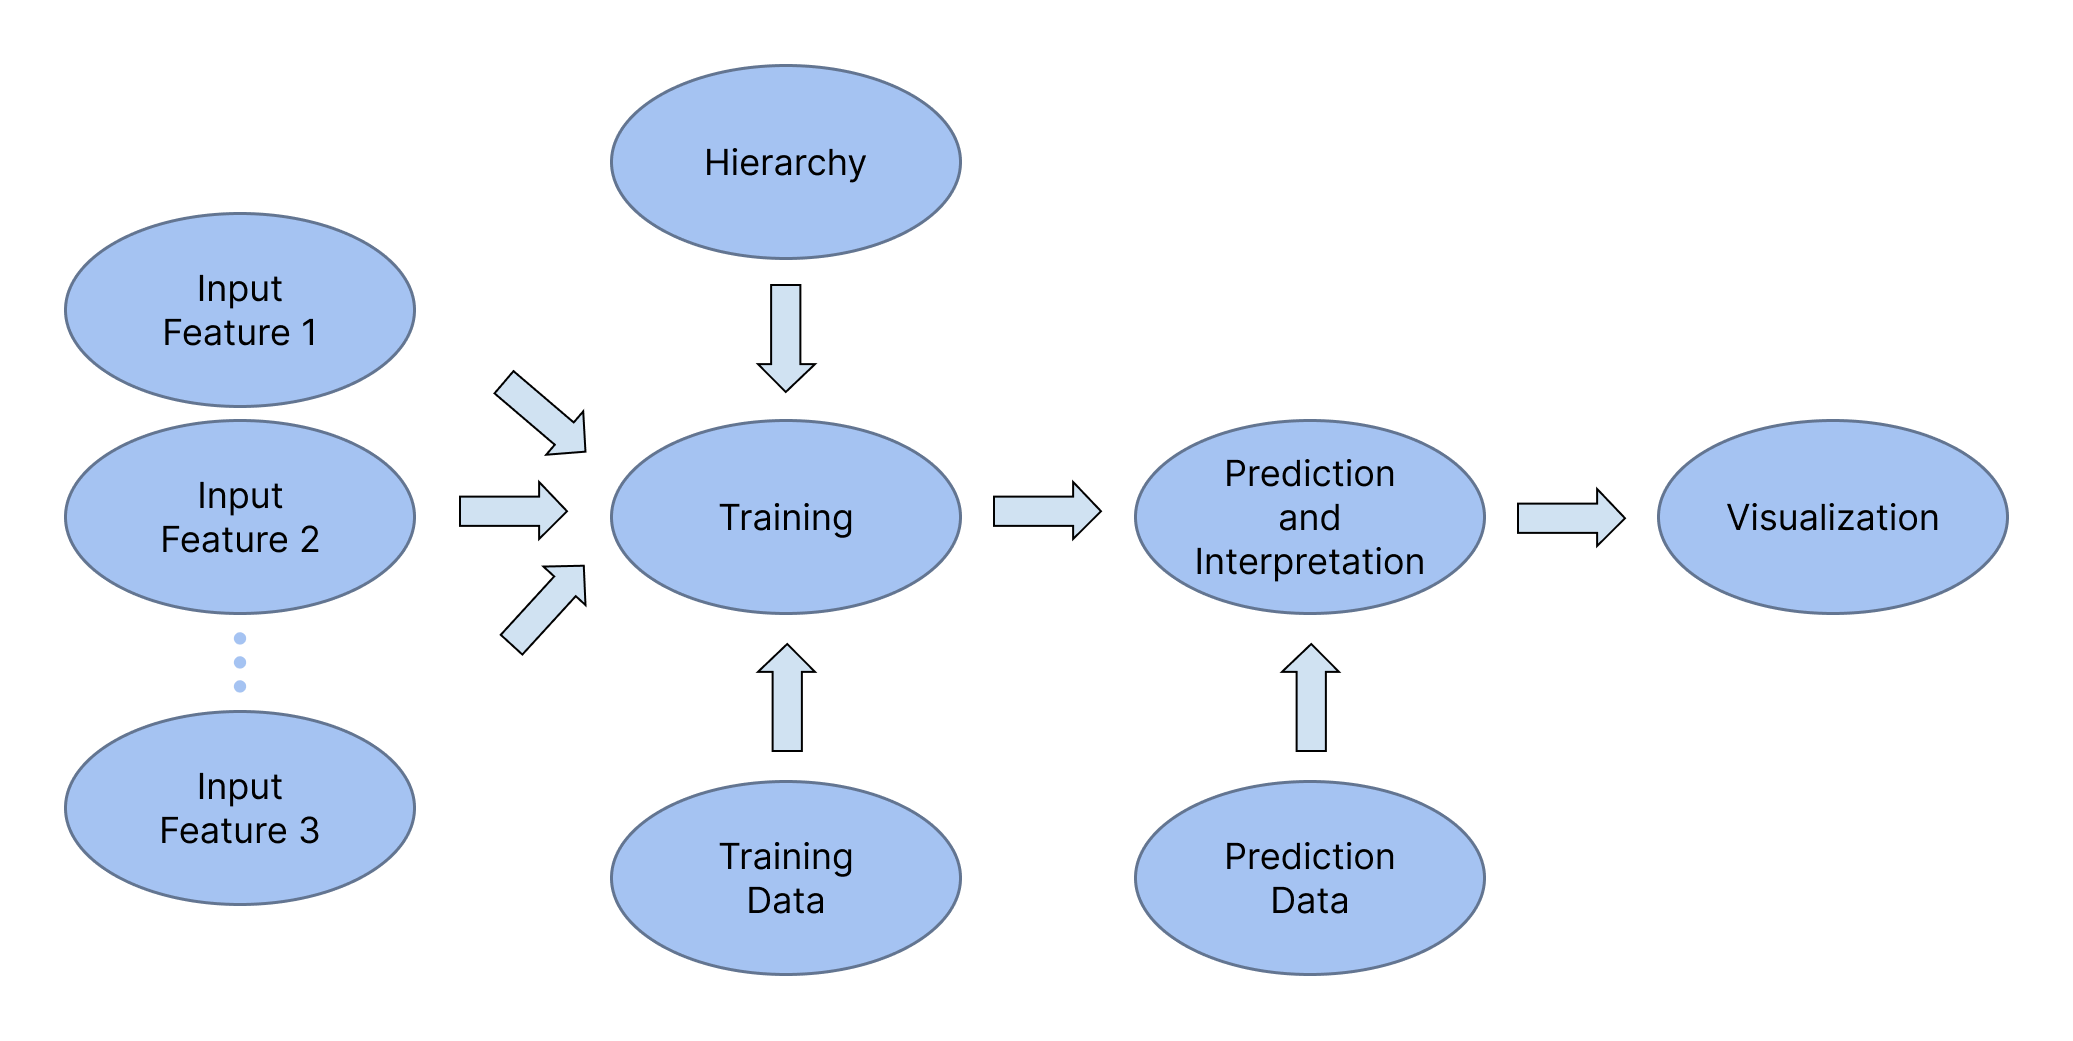 Hierarchy
Input
Feature 1
Input
Feature 2
Training
Prediction
and
Interpretation
Visualization
Input
Feature 3
Training
Data
Prediction
Data